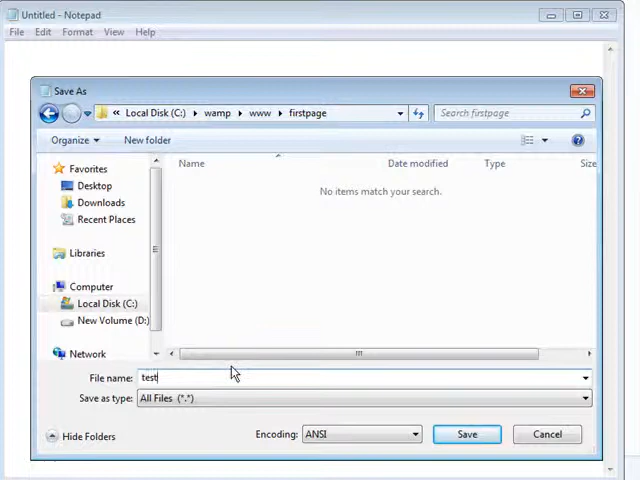 Untitled - Notepad
File Edit Format View Help
Save As
« Local Disk (C:) wamp www firstpage
Search firstpage
Organize New folder
Name Date modified Type Size
No items match your search.
Favorites
Desktop
Downloads
Recent Places
Libraries
Computer
Local Disk (C:)
New Volume (D:)
Network
File name: test
Save as type: All Files (*.*)
Hide Folders Encoding: ANSI Save Cancel